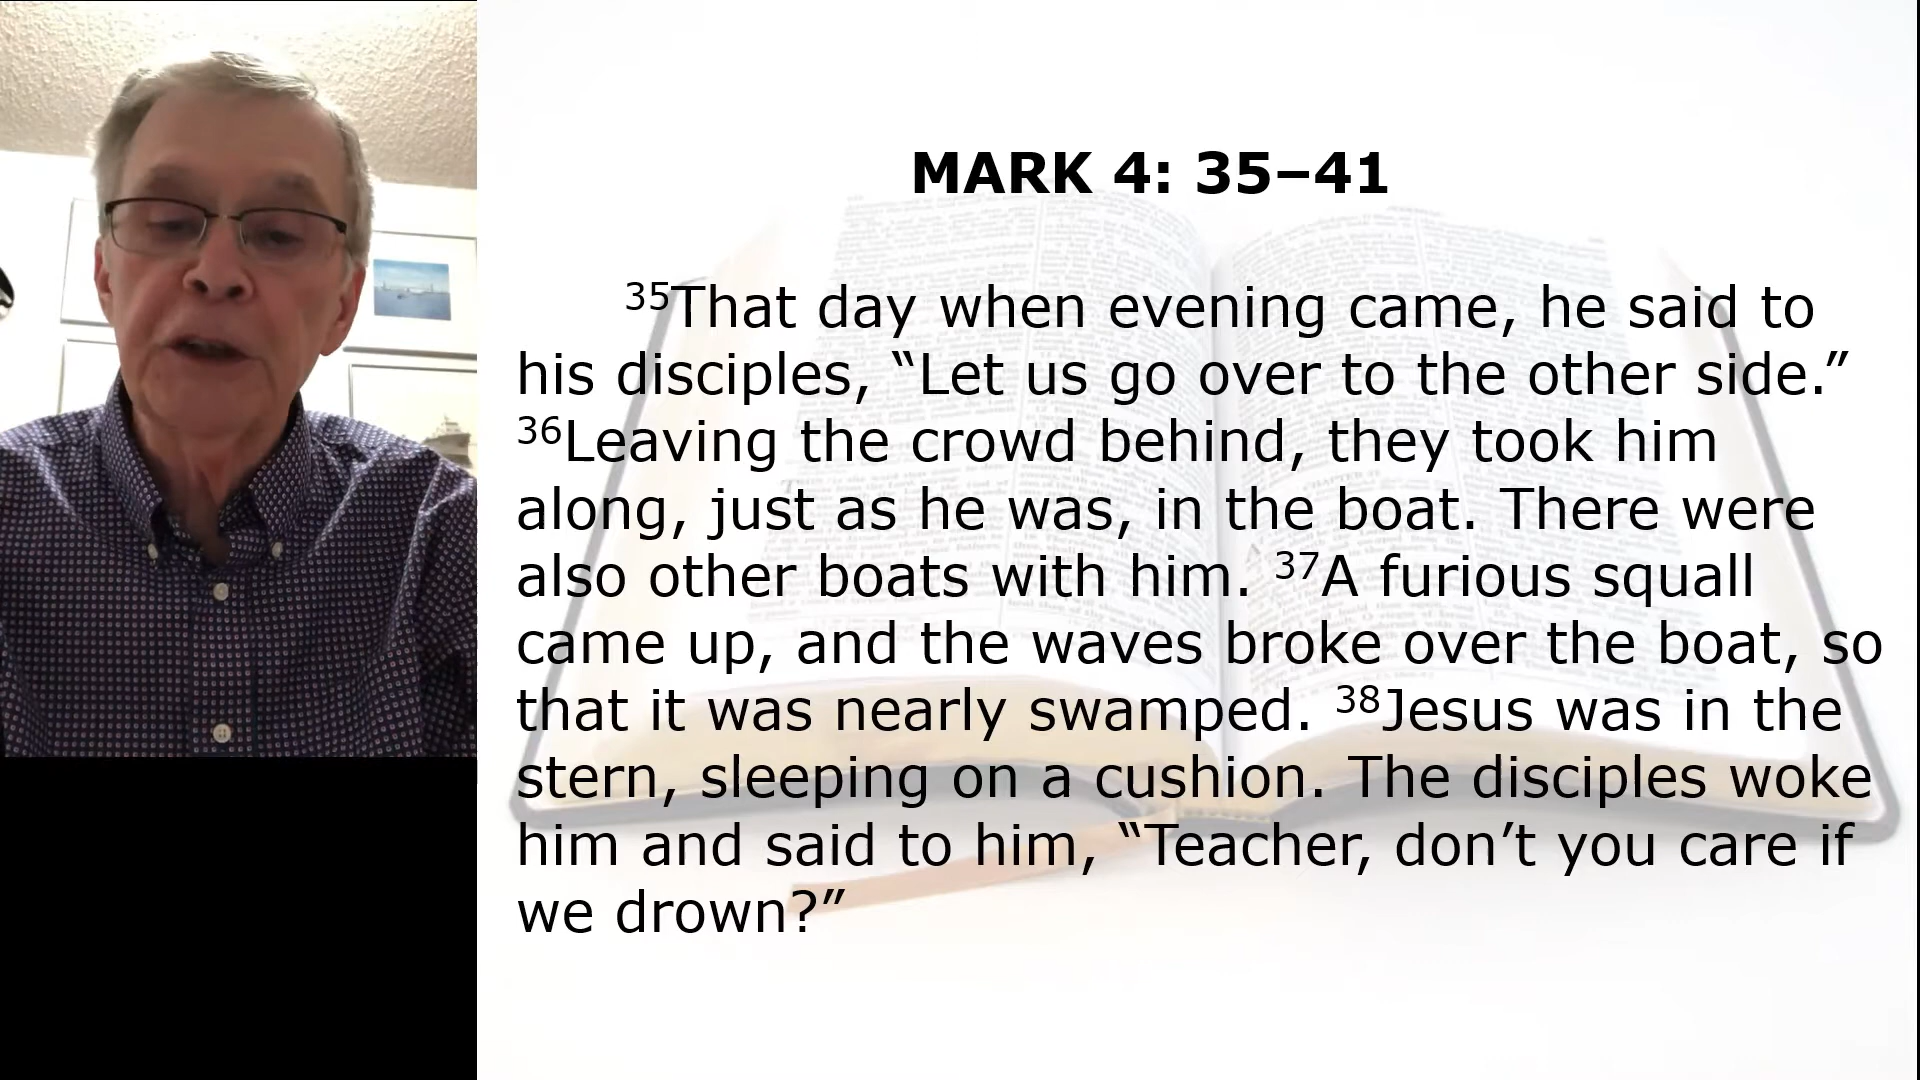 MARK 4: 35–41
35That day when evening came, he said to
his disciples, “Let us go over to the other side.”
36Leaving the crowd behind, they took him
along, just as he was, in the boat. There were
also other boats with him. 37A furious squall
came up, and the waves broke over the boat, so
that it was nearly swamped. 38Jesus was in the
stern, sleeping on a cushion. The disciples woke
him and said to him, “Teacher, don’t you care if
we drown?”